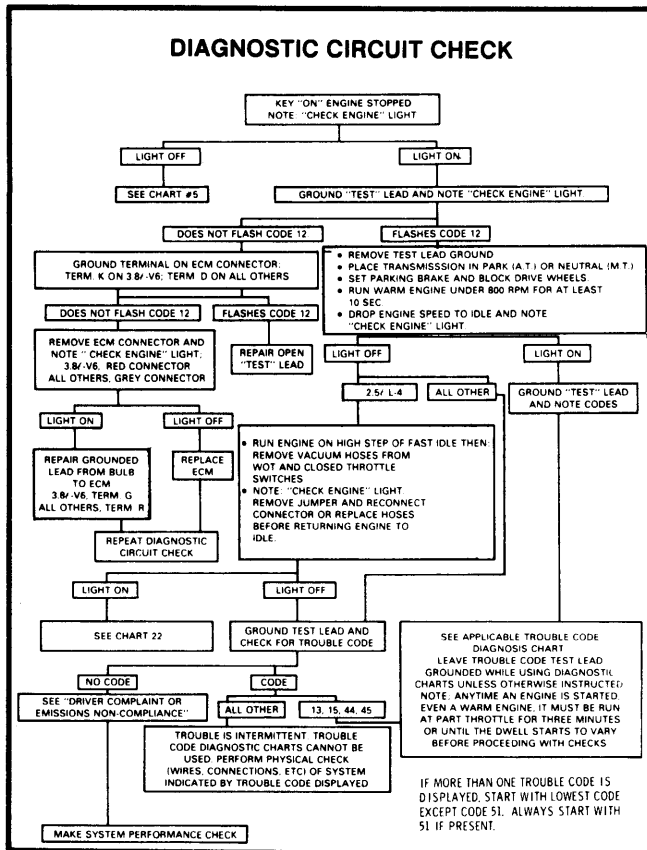 DIAGNOSTIC CIRCUIT CHECK
KEY "ON" ENGINE STOPPED
NOTE: "CHECK ENGINE" LIGHT
LIGHT OFF
LIGHT ON
SEE CHART #5
GROUND "TEST" LEAD AND NOTE "CHECK ENGINE" LIGHT.
DOES NOT FLASH CODE 12
FLASHES CODE 12
GROUND TERMINAL ON ECM CONNECTOR:
TERM. K ON 3.8l-V6; TERM. D ON ALL OTHERS
• REMOVE TEST LEAD GROUND
• PLACE TRANSMISSSION IN PARK (A.T.) OR NEUTRAL (M.T.)
• SET PARKING BRAKE AND BLOCK DRIVE WHEELS.
• RUN WARM ENGINE UNDER 800 RPM FOR AT LEAST
10 SEC.
• DROP ENGINE SPEED TO IDLE AND NOTE
"CHECK ENGINE" LIGHT.
DOES NOT FLASH CODE 12
FLASHES CODE 12
REMOVE ECM CONNECTOR AND
NOTE " CHECK ENGINE" LIGHT;
3.8l-V6, RED CONNECTOR
ALL OTHERS, GREY CONNECTOR
REPAIR OPEN
"TEST" LEAD
LIGHT OFF
LIGHT ON
2.5l L-4
ALL OTHER
GROUND "TEST" LEAD
AND NOTE CODES
LIGHT ON
LIGHT OFF
REPAIR GROUNDED
LEAD FROM BULB
TO ECM
3.8l-V6, TERM. G
ALL OTHERS, TERM R
REPLACE
ECM
• RUN ENGINE ON HIGH STEP OF FAST IDLE THEN:
REMOVE VACUUM HOSES FROM
WOT AND CLOSED THROTTLE
SWITCHES
• NOTE: "CHECK ENGINE" LIGHT.
REMOVE JUMPER AND RECONNECT
CONNECTOR OR REPLACE HOSES
BEFORE RETURNING ENGINE TO
IDLE.
REPEAT DIAGNOSTIC
CIRCUIT CHECK
LIGHT ON
LIGHT OFF
SEE CHART 22
GROUND TEST LEAD AND
CHECK FOR TROUBLE CODE
SEE APPLICABLE TROUBLE CODE
DIAGNOSIS CHART
LEAVE TROUBLE CODE TEST LEAD
GROUNDED WHILE USING DIAGNOSTIC
CHARTS UNLESS OTHERWISE INSTRUCTED
NOTE; ANYTIME AN ENGINE IS STARTED,
EVEN A WARM ENGINE, IT MUST BE RUN
AT PART THROTTLE FOR THREE MINUTES
OR UNTIL THE DWELL STARTS TO VARY
BEFORE PROCEEDING WITH CHECKS
NO CODE
CODE
SEE "DRIVER COMPLAINT OR
EMISSIONS NON-COMPLIANCE"
ALL OTHER
13, 15, 44, 45
TROUBLE IS INTERMITTENT. TROUBLE
CODE DIAGNOSTIC CHARTS CANNOT BE
USED. PERFORM PHYSICAL CHECK
(WIRES, CONNECTIONS, ETC) OF SYSTEM
INDICATED BY TROUBLE CODE DISPLAYED
IF MORE THAN ONE TROUBLE CODE IS
DISPLAYED, START WITH LOWEST CODE
EXCEPT CODE 51. ALWAYS START WITH
51 IF PRESENT.
MAKE SYSTEM PERFORMANCE CHECK